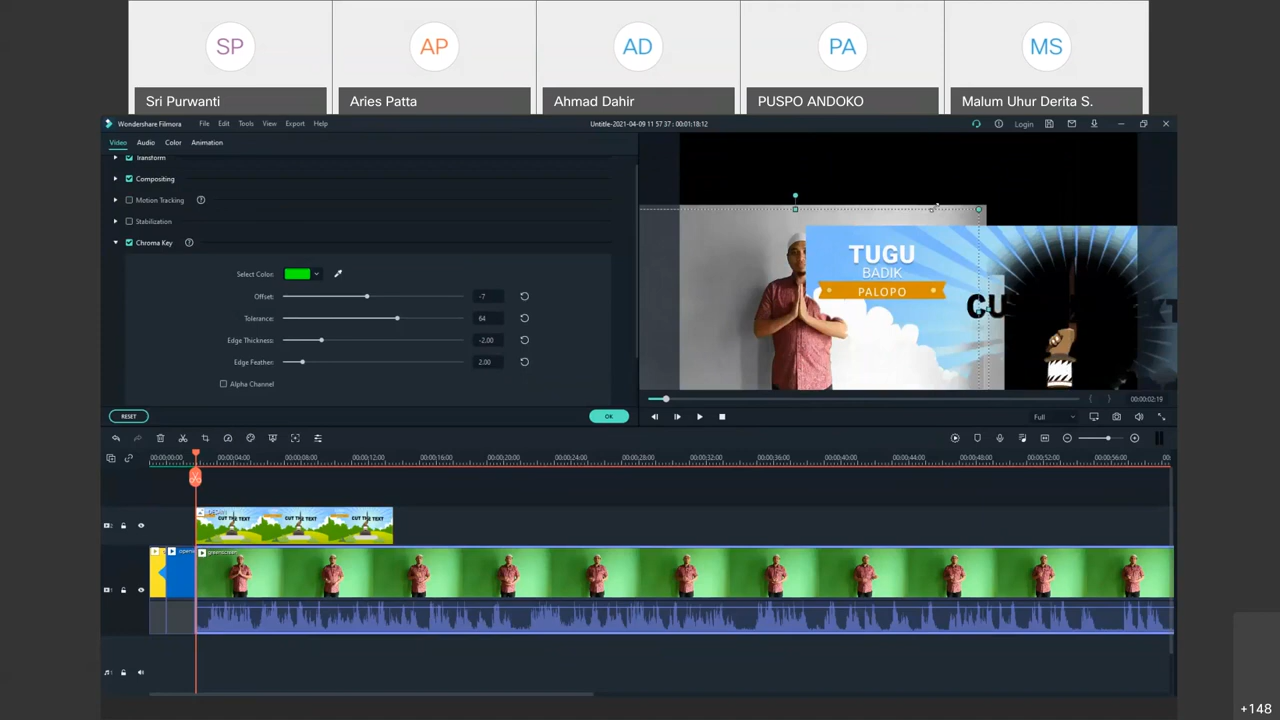 SP
AP
AD
PA
MS
Sri Purwanti
Aries Patta
Ahmad Dahir
PUSPO ANDOKO
Malum Uhur Derita S.
Wondershare Filmora
File
Edit
Tools
View
Export
Help
Untitle-2021-04-09 11 57 37 : 00:01:18:12
Login
Video
Audio
Color
Animation
Transform
Compositing
Motion Tracking
Stabilization
Chroma Key
Select Color:
Offset:
-7
Tolerance:
64
Edge Thickness:
-2.00
Edge Feather:
2.00
Alpha Channel
RESET
OK
TUGU
BADIK
PALOPO
CU
00:00:02:19
Full
00:00:00:00
00:00:04:00
00:00:08:00
00:00:12:00
00:00:16:00
00:00:20:00
00:00:24:00
00:00:28:00
00:00:32:00
00:00:36:00
00:00:40:00
00:00:44:00
00:00:48:00
00:00:52:00
00:00:56:00
00:
CUT THE TEXT
CUT THE TEXT
CUT THE TEXT
greenscreen
+148